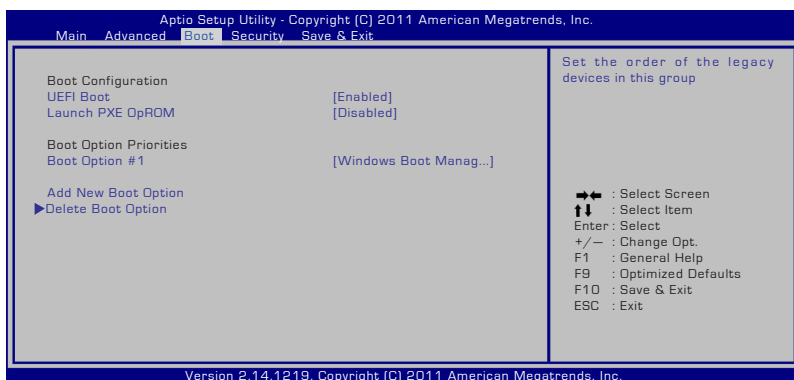 Aptio Setup Utility - Copyright (C) 2011 American Megatrends, Inc.
Main Advanced Boot Security Save & Exit
Boot Configuration
UEFI Boot [Enabled]
Launch PXE OpROM [Disabled]
Boot Option Priorities
Boot Option #1 [Windows Boot Manag...]
Add New Boot Option
Delete Boot Option
Set the order of the legacy
devices in this group
: Select Screen
: Select Item
Enter : Select
+/– : Change Opt.
F1 : General Help
F9 : Optimized Defaults
F10 : Save & Exit
ESC : Exit
Version 2.14.1219. Copyright (C) 2011 American Megatrends, Inc.